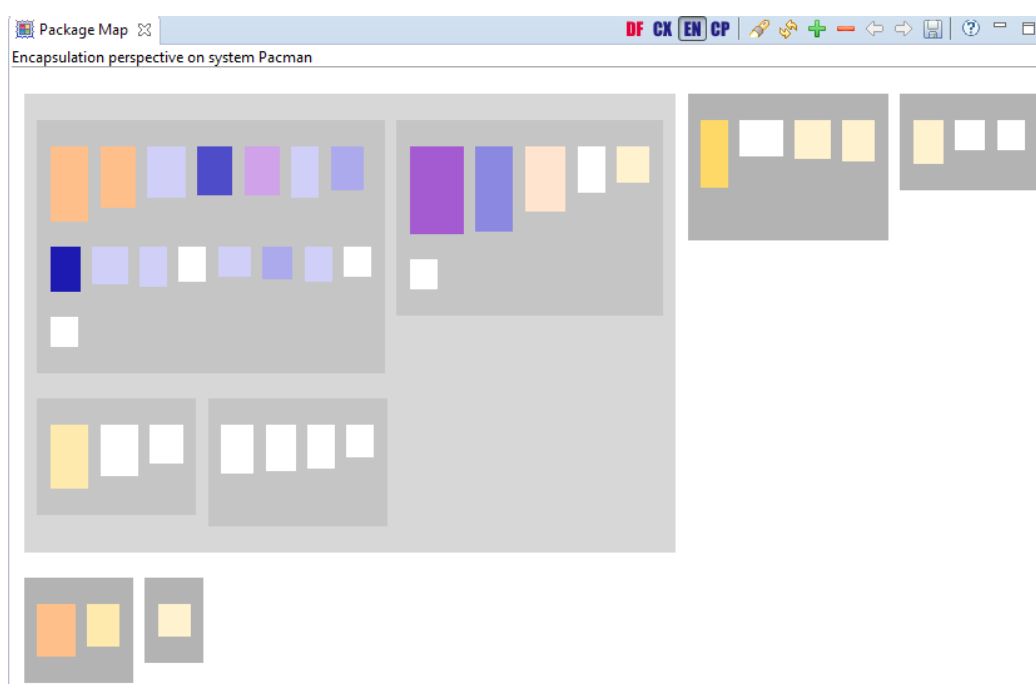 Package Map
DF CX EN CP
Encapsulation perspective on system Pacman